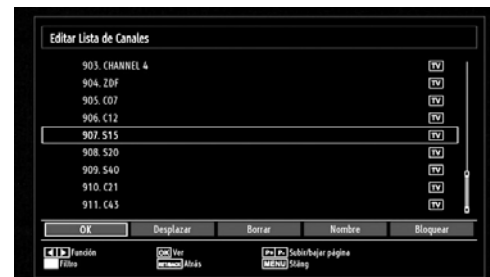 Editar Lista de Canales
903. CHANNEL 4 TV
904. ZDF TV
905. C07 TV
906. C12 TV
907. S15 TV
908. S20 TV
909. S40 TV
910. C21 TV
911. C43 TV
OK Desplazar Borrar Nombre Bloquear
Función OK Ver P+ P- Subir/bajar página
Filtro Atrás MENU Stäng